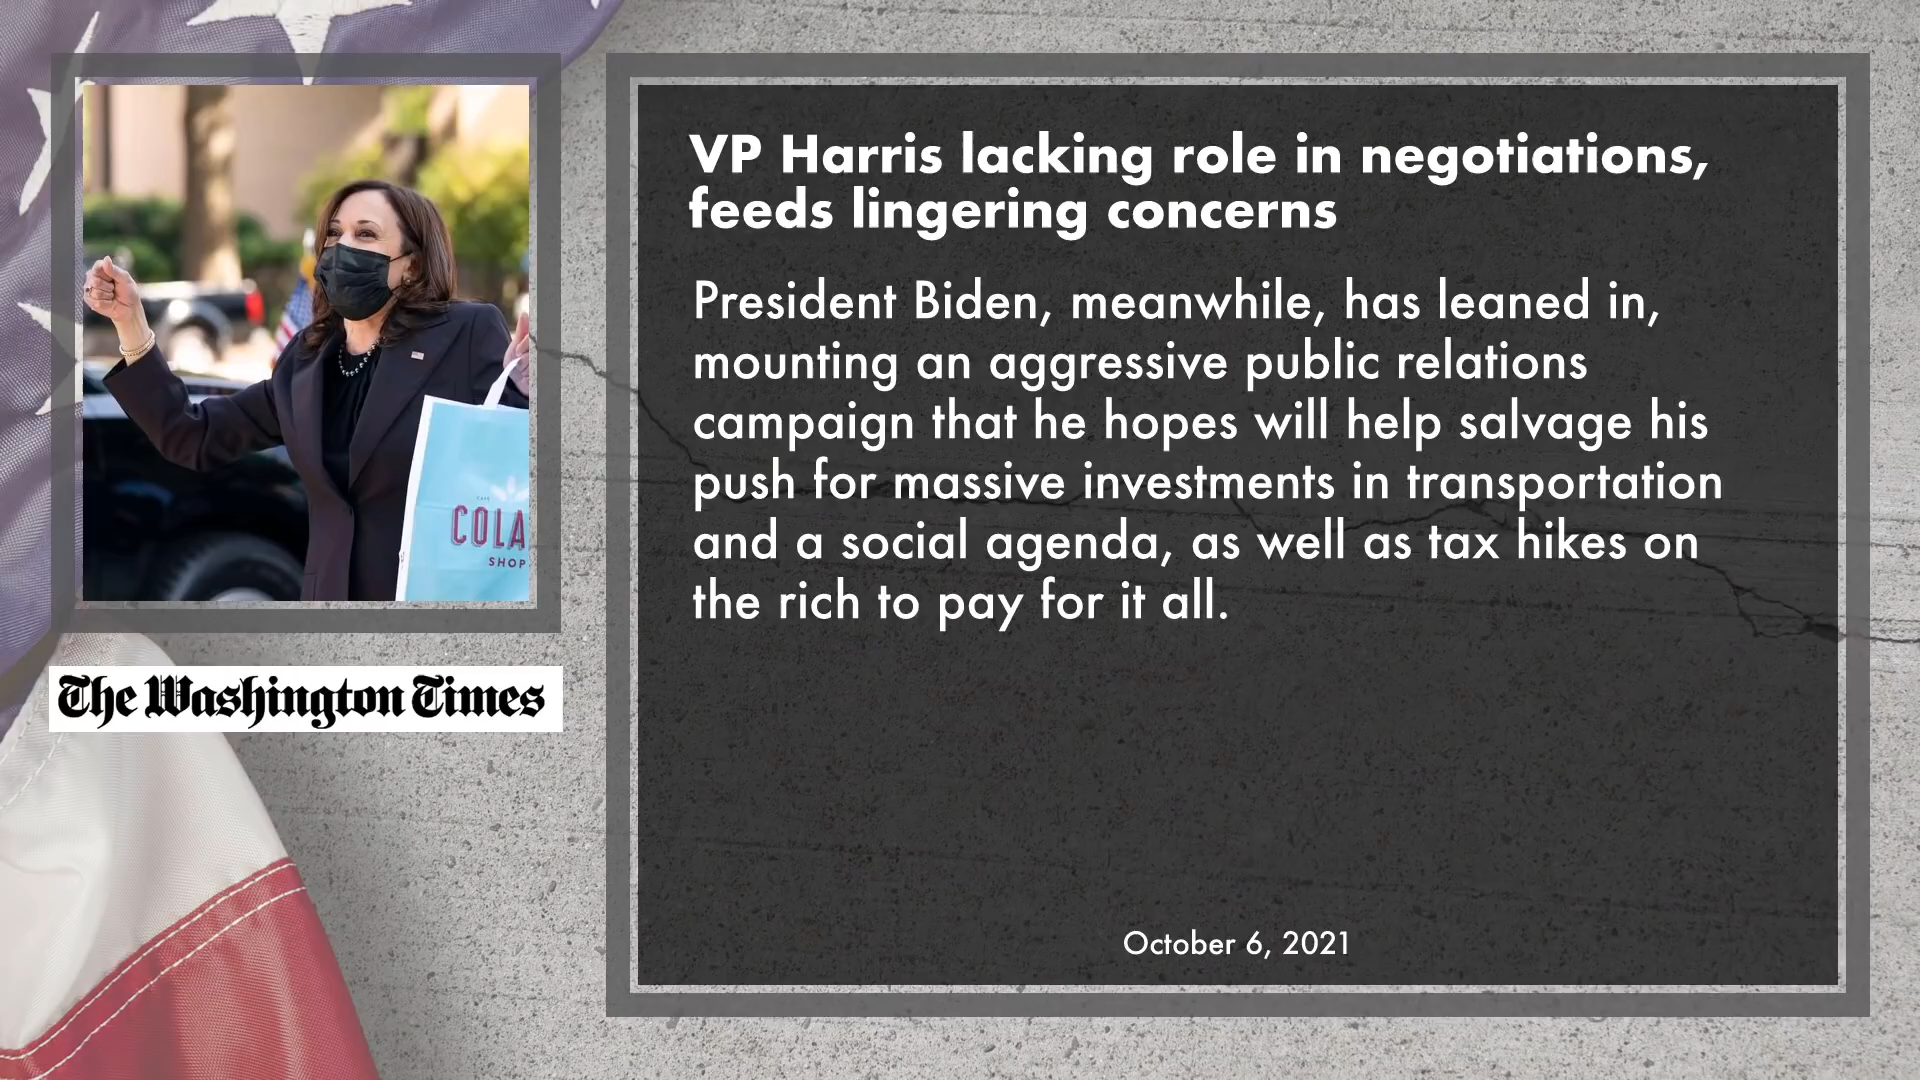 VP Harris lacking role in negotiations,
feeds lingering concerns
President Biden, meanwhile, has leaned in,
mounting an aggressive public relations
campaign that he hopes will help salvage his
push for massive investments in transportation
and a social agenda, as well as tax hikes on
the rich to pay for it all.
October 6, 2021
CAFE
COLA
SHOP
The Washington Times